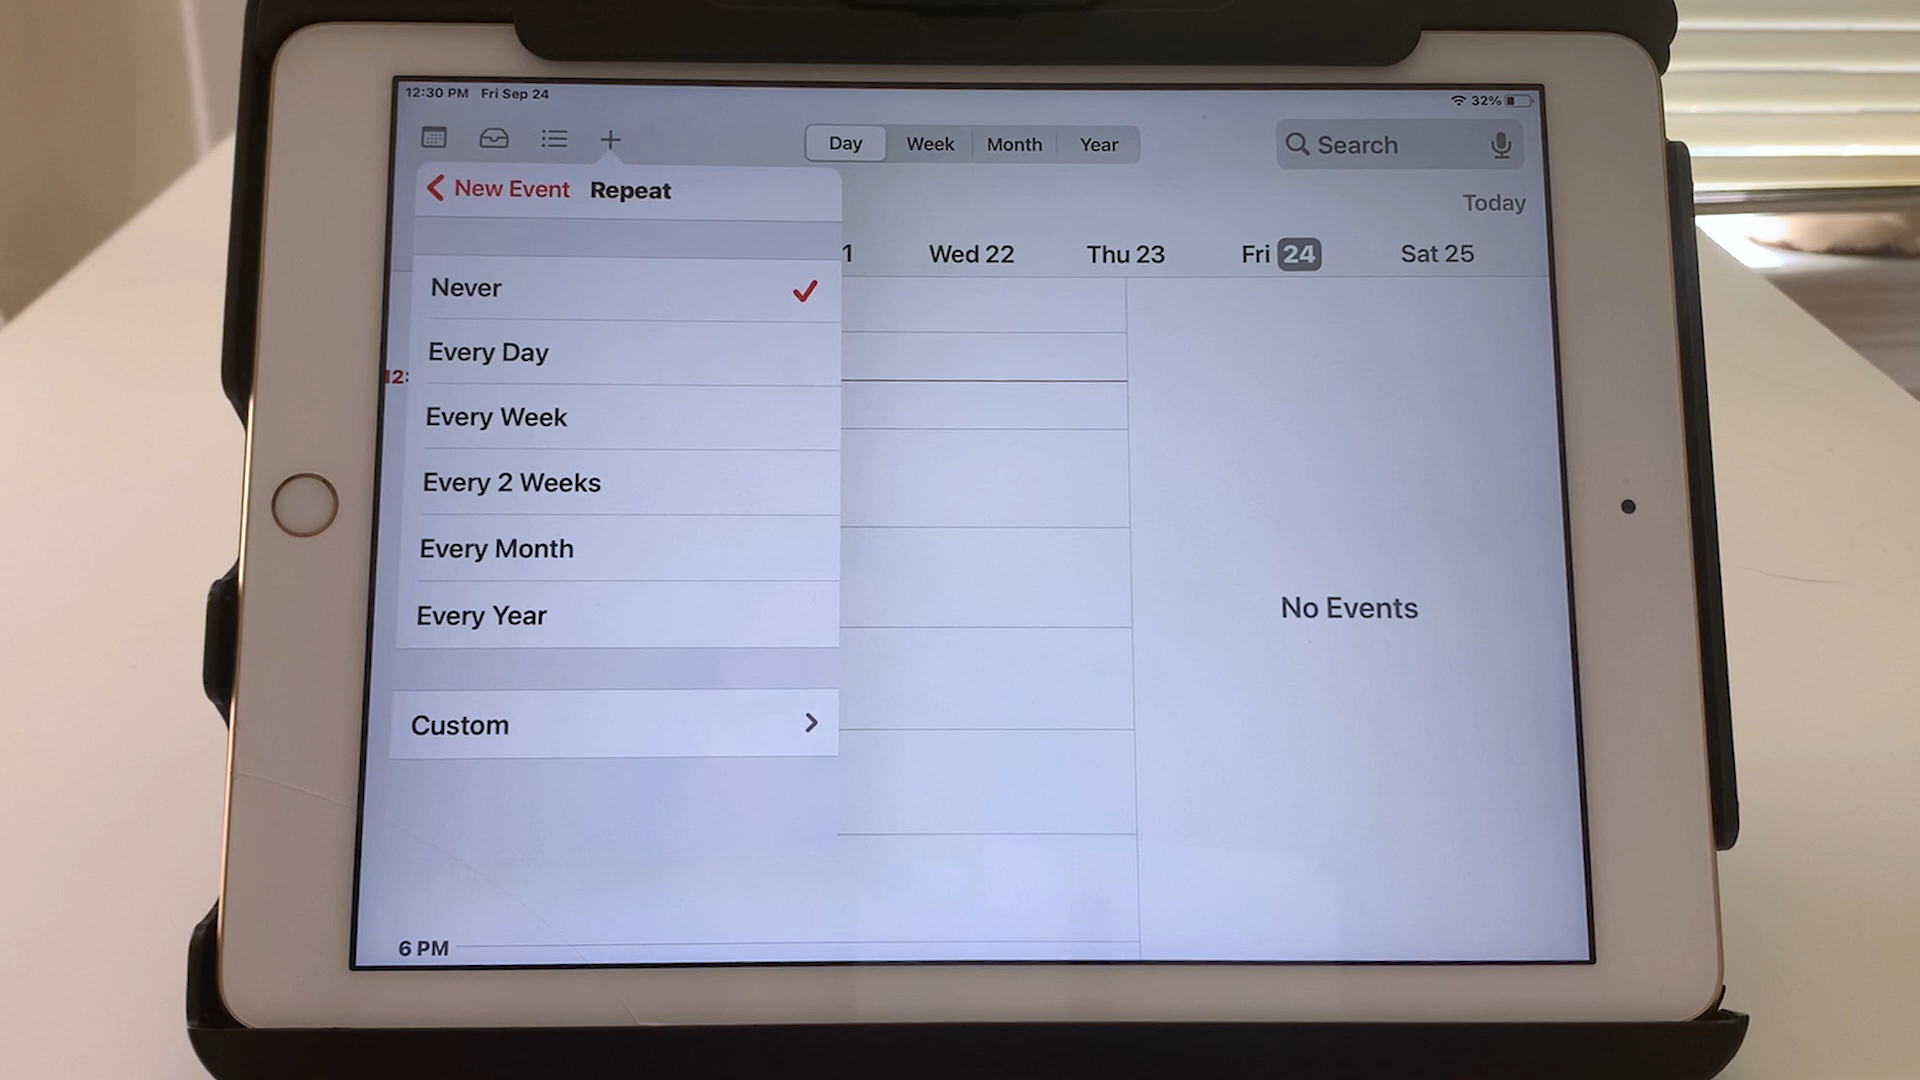 12:30 PM Fri Sep 24
32%
Day Week Month Year
Search
New Event Repeat
Today
1 Wed 22 Thu 23 Fri 24 Sat 25
Never
Every Day
12:
Every Week
Every 2 Weeks
Every Month
Every Year
No Events
Custom
6 PM